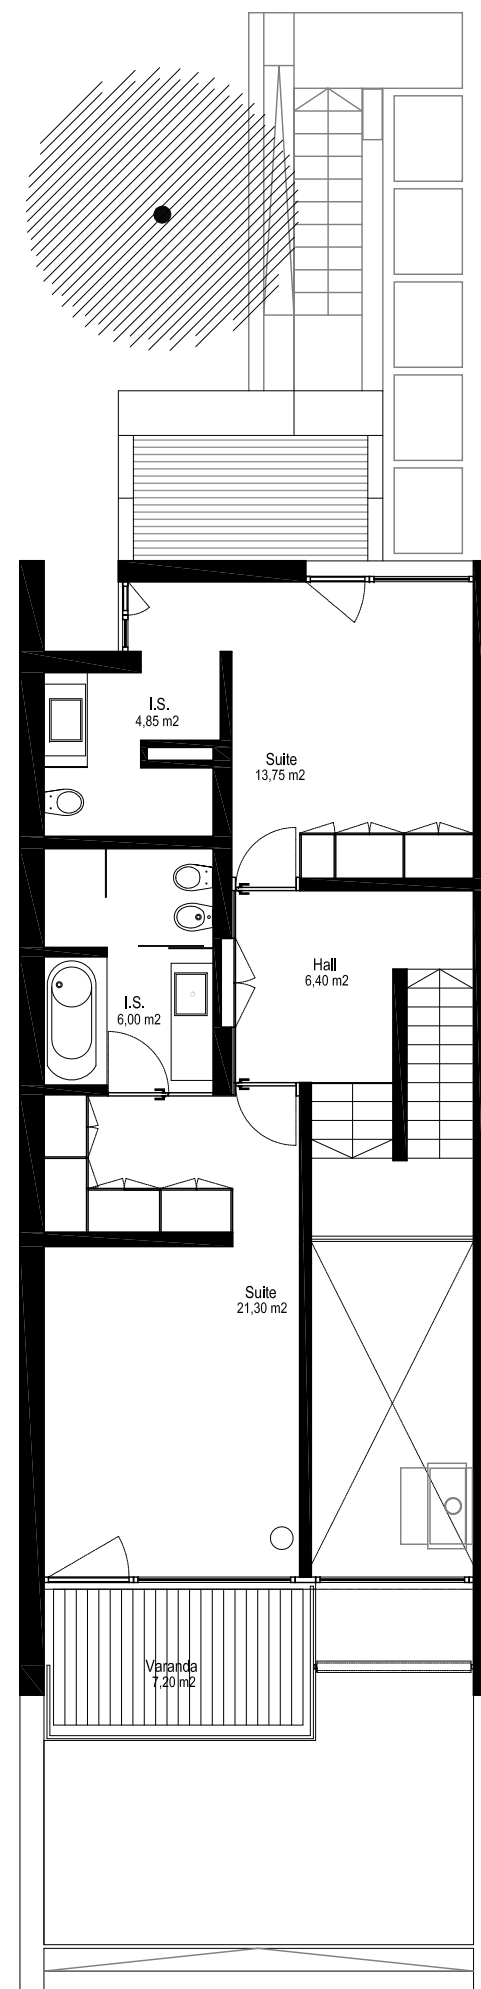 I.S.
4,85 m2
Suite
13,75 m2
Hall
6,40 m2
I.S.
6,00 m2
Suite
21,30 m2
Varanda
7,20 m2